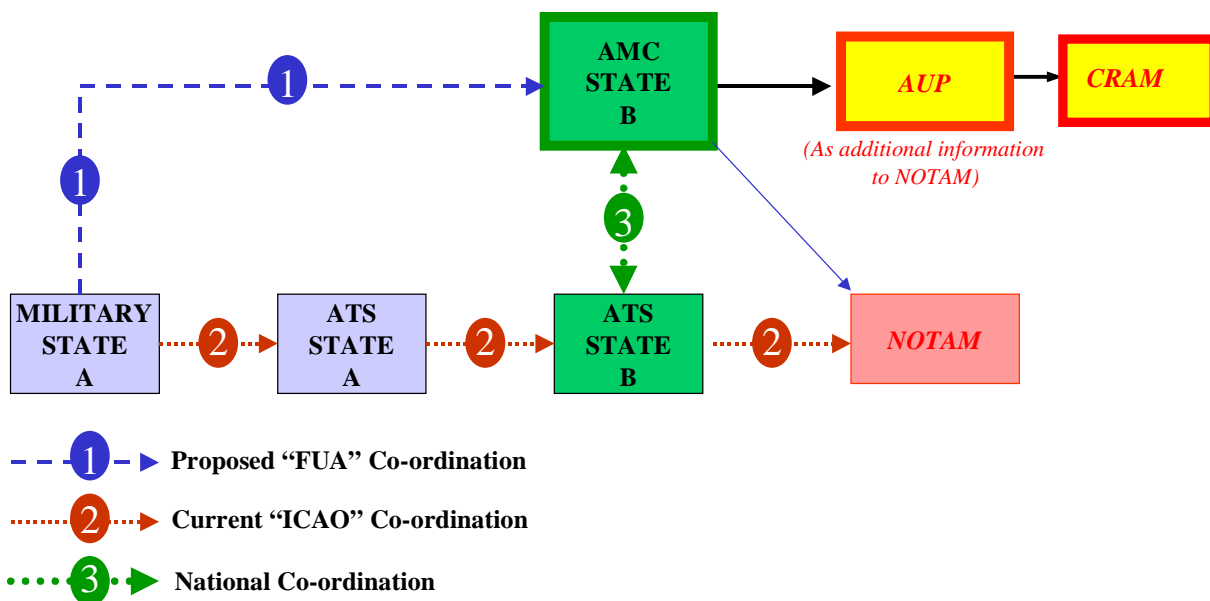 AMC
STATE
B
AUP
CRAM
(As additional information
to NOTAM)
1
1
3
MILITARY
STATE
A
2
ATS
STATE
A
2
ATS
STATE
B
2
NOTAM
1 Proposed “FUA” Co-ordination
2 Current “ICAO” Co-ordination
3 National Co-ordination